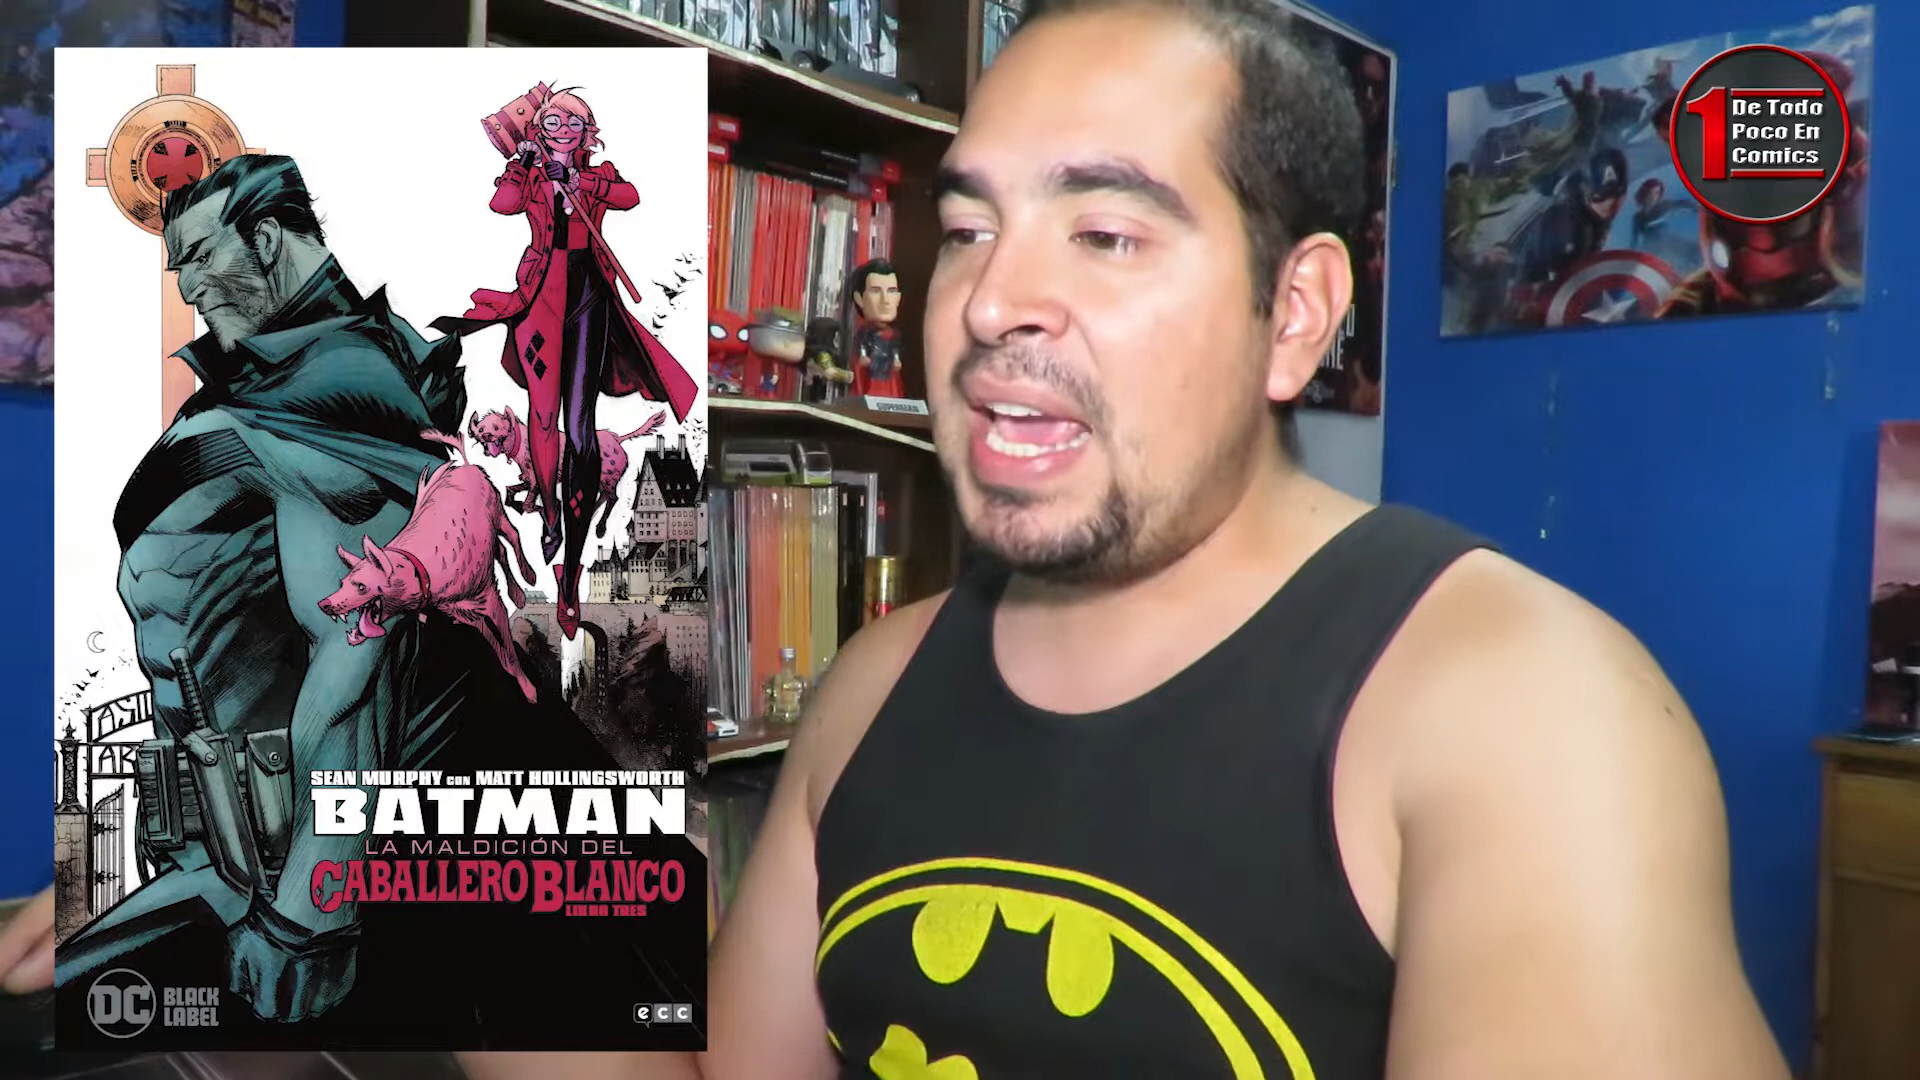 SEAN MURPHY CON MATT HOLLINGSWORTH
BATMAN
LA MALDICIÓN DEL
CABALLERO BLANCO
LIBRO TRES
DC BLACK LABEL
ecc
1 De Todo
Poco En
Comics
SUPERMAN